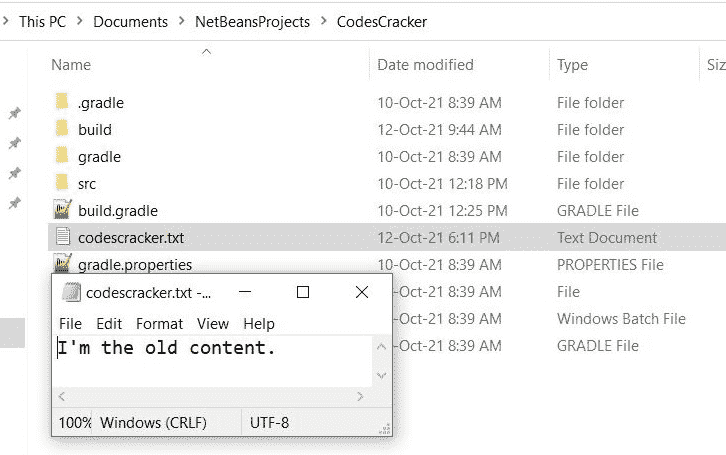 This PC > Documents > NetBeansProjects > CodesCracker
Name Date modified Type Siz
.gradle 10-Oct-21 8:39 AM File folder
build 12-Oct-21 9:44 AM File folder
gradle 10-Oct-21 8:39 AM File folder
src 10-Oct-21 12:18 PM File folder
build.gradle 10-Oct-21 12:25 PM GRADLE File
codescracker.txt 12-Oct-21 6:11 PM Text Document
gradle.properties 10-Oct-21 8:39 AM PROPERTIES File
-Oct-21 8:39 AM File
-Oct-21 8:39 AM Windows Batch File
-Oct-21 8:39 AM GRADLE File
codescracker.txt -...
File Edit Format View Help
I'm the old content.
100% Windows (CRLF) UTF-8